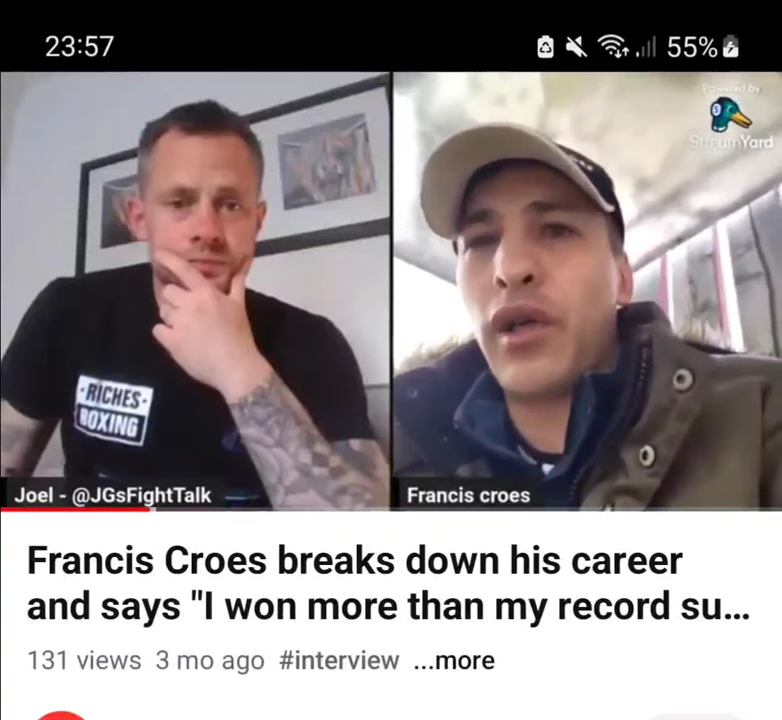 23:57
55%
Powered by
StreamYard
-RICHES-
BOXING
Joel - @JGsFightTalk
Francis croes
Francis Croes breaks down his career
and says "I won more than my record su...
131 views 3 mo ago #interview ...more